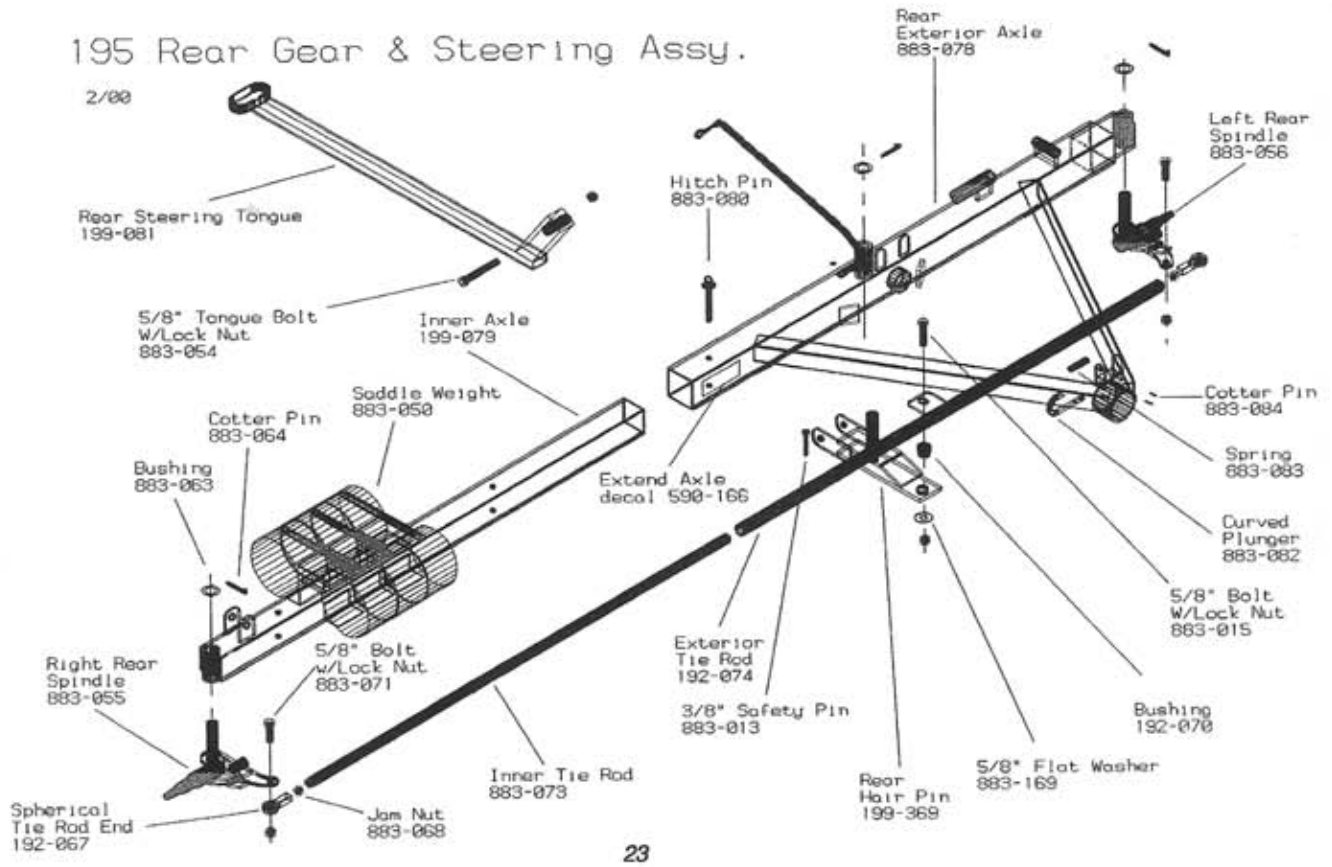 195 Rear Gear & Steering Assy.
2/00
Rear
Exterior Axle
883-078
Left Rear
Spindle
883-056
Hitch Pin
883-080
Rear Steering Tongue
199-081
5/8" Tongue Bolt
W/Lock Nut
883-054
Inner Axle
199-079
Saddle Weight
883-050
Cotter Pin
883-064
Bushing
883-063
Extend Axle
decal 590-166
Cotter Pin
883-084
Spring
883-083
Curved
Plunger
883-082
5/8" Bolt
W/Lock Nut
883-015
Bushing
192-070
5/8" Flat Washer
883-169
Rear
Hair Pin
199-369
Exterior
Tie Rod
192-074
3/8" Safety Pin
883-013
5/8" Bolt
w/Lock Nut
883-071
Right Rear
Spindle
883-055
Inner Tie Rod
883-073
Jam Nut
883-068
Spherical
Tie Rod End
192-067
23